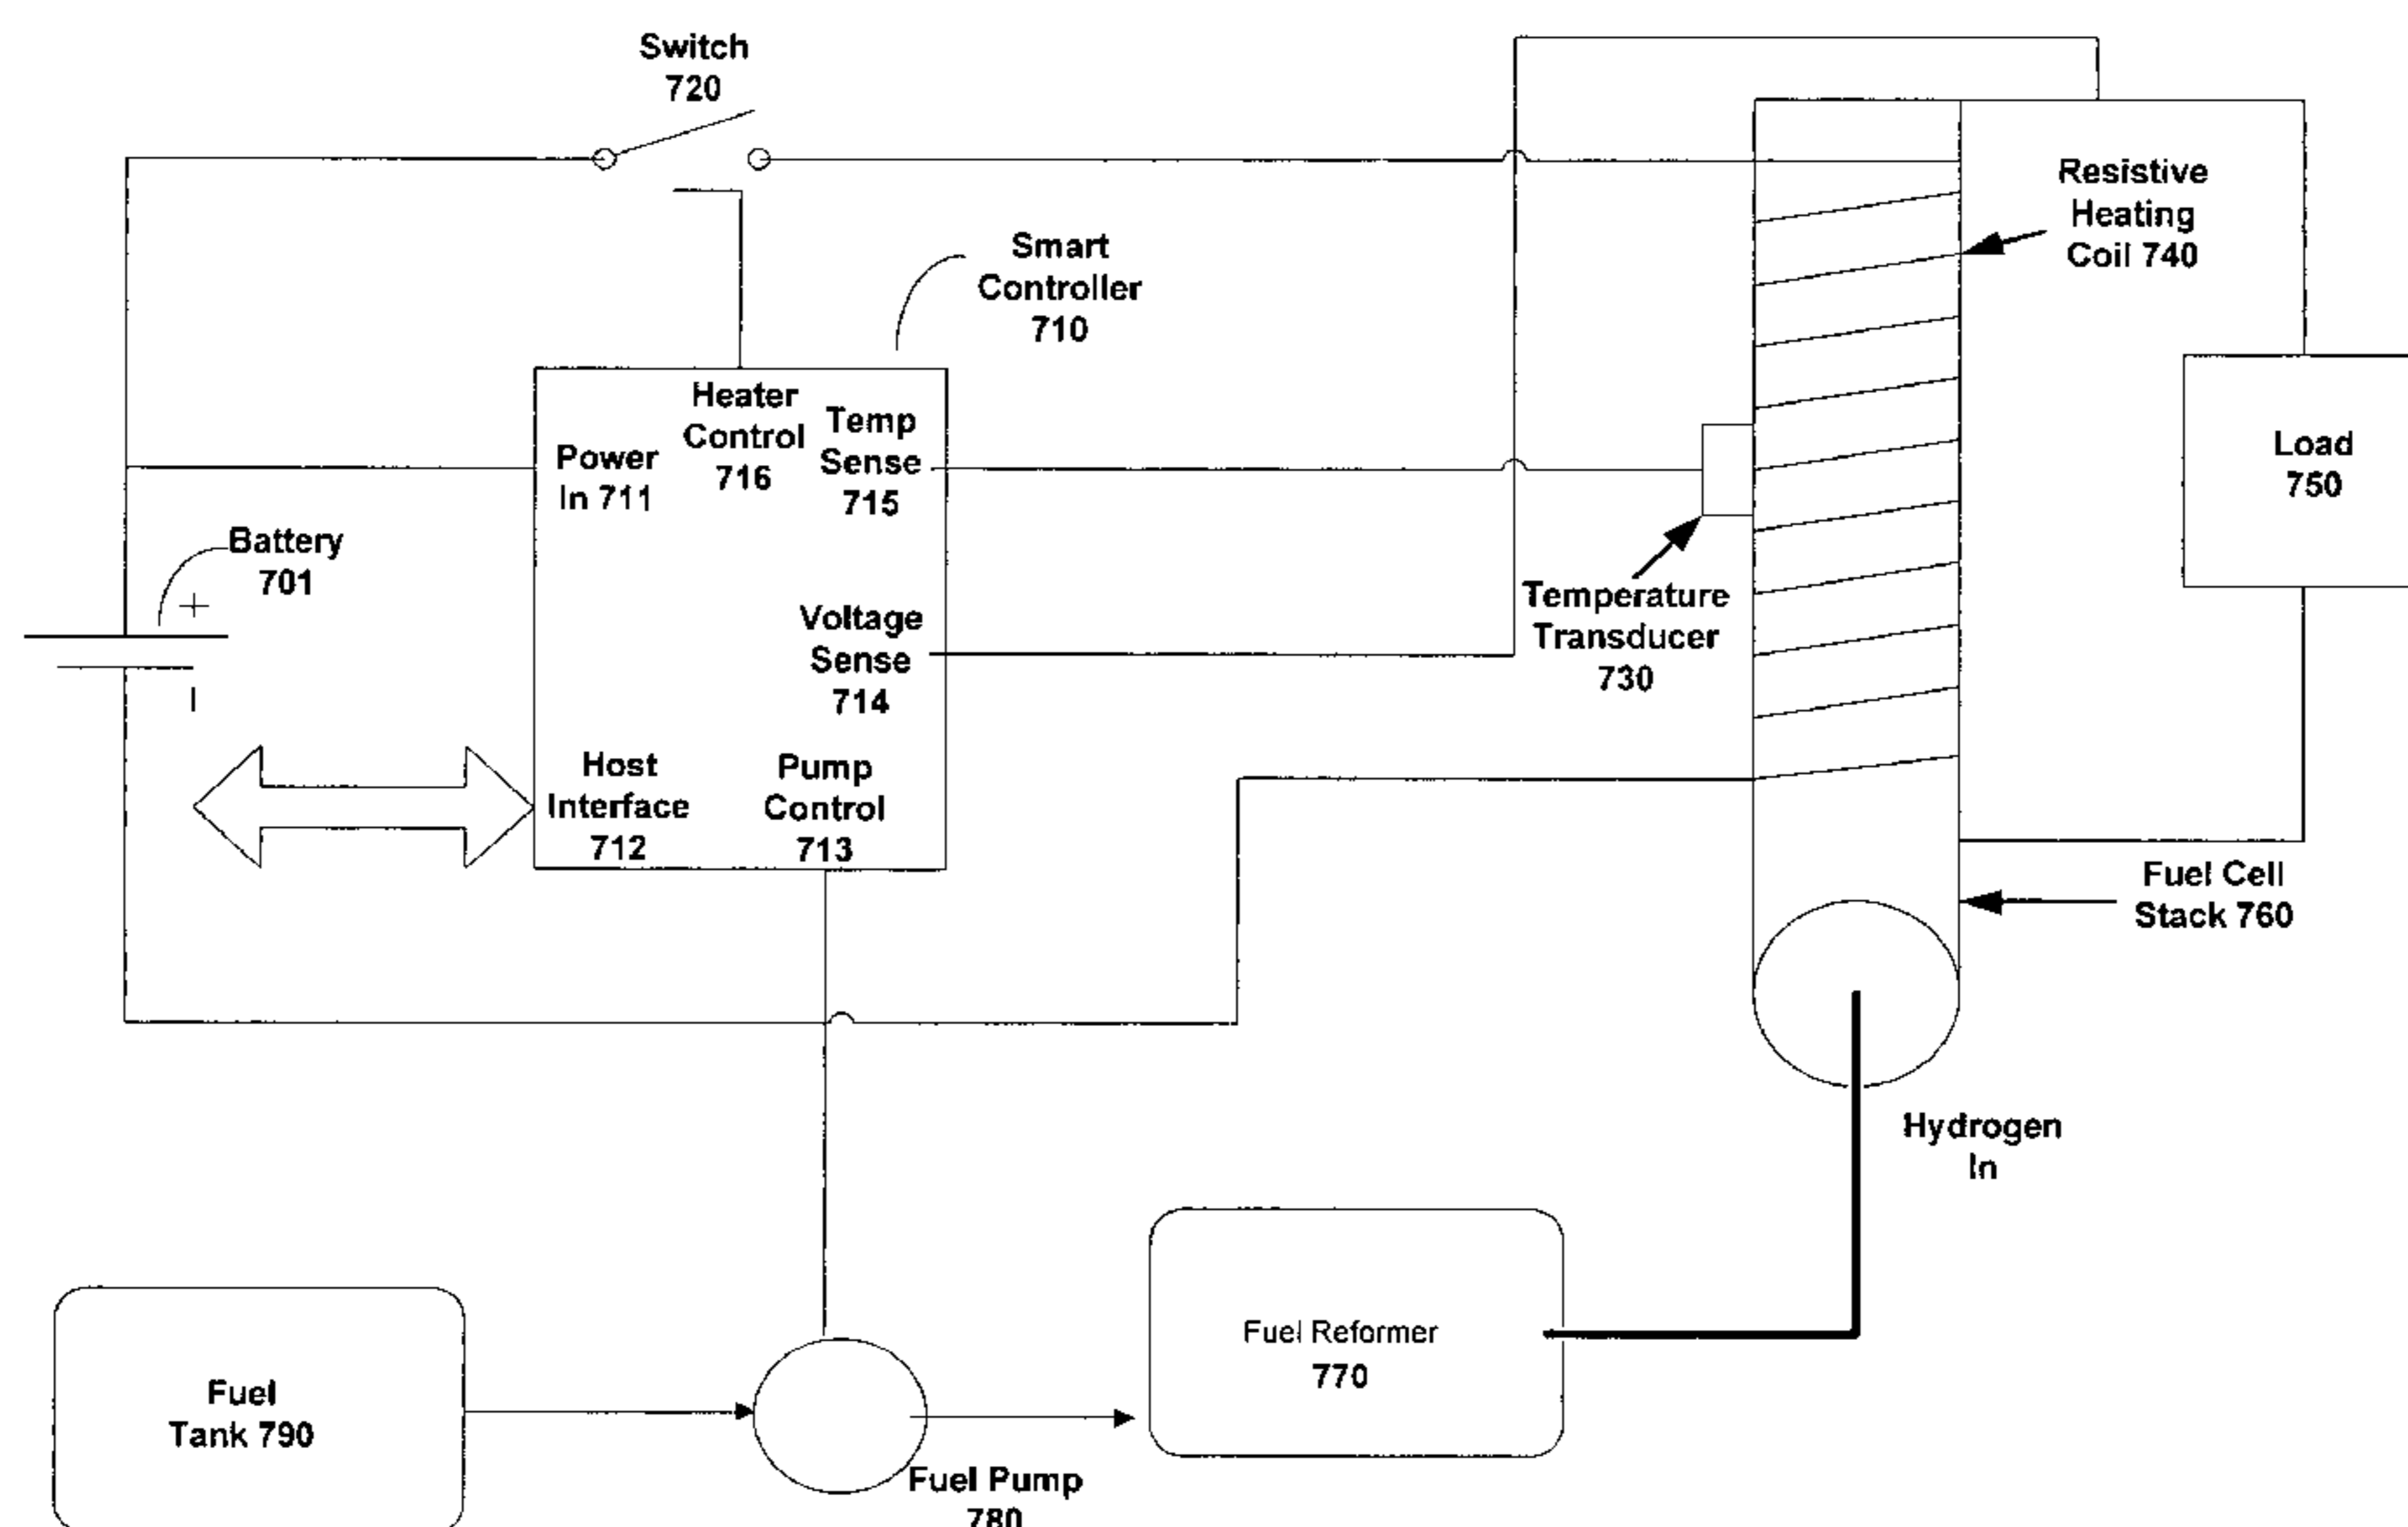 Switch
720
Smart
Controller
710
Resistive
Heating
Coil 740
Heater
Control
716
Temp
Sense
715
Power
In 711
Load
750
Battery
701
+
Voltage
Sense
714
Temperature
Transducer
730
Host
Interface
712
Pump
Control
713
Fuel Cell
Stack 760
Hydrogen
In
Fuel Reformer
770
Fuel
Tank 790
Fuel Pump
780